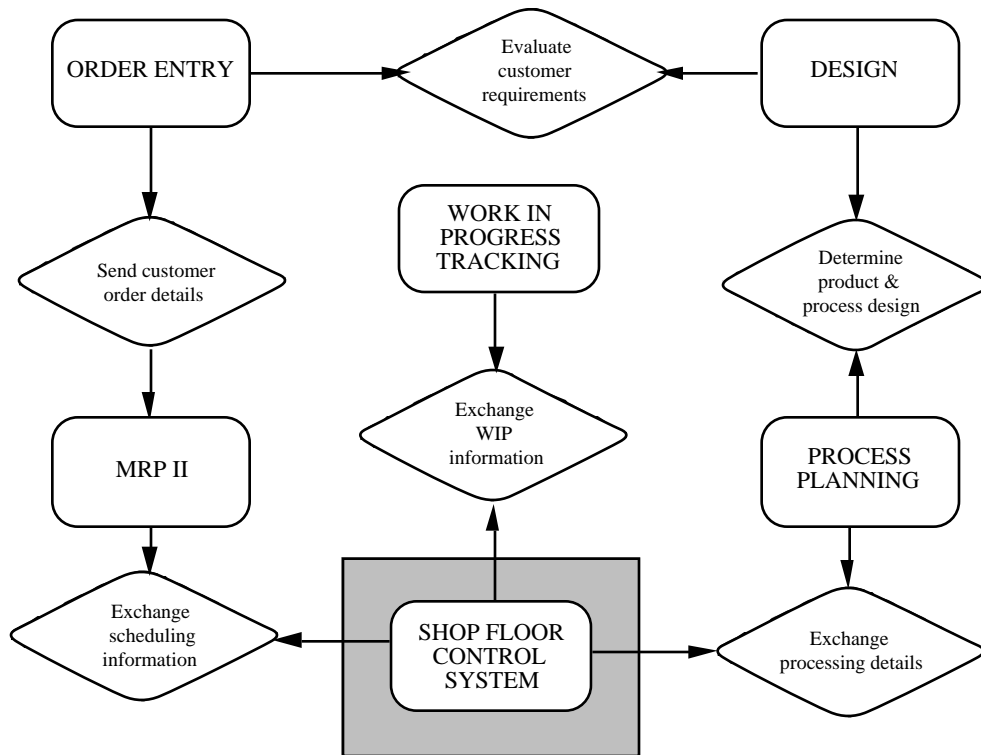 ORDER ENTRY
Evaluate
customer
requirements
DESIGN
WORK IN
PROGRESS
TRACKING
Send customer
order details
Determine
product &
process design
MRP II
Exchange
WIP
information
PROCESS
PLANNING
Exchange
scheduling
information
SHOP FLOOR
CONTROL
SYSTEM
Exchange
processing details